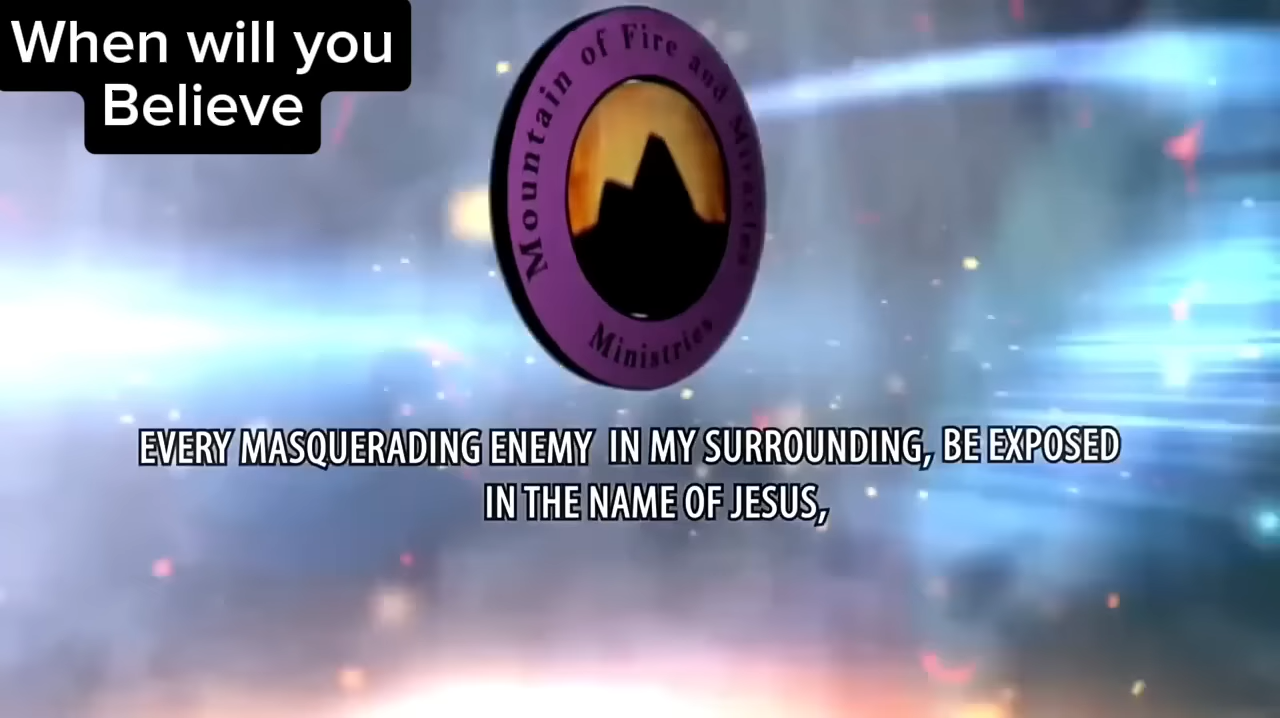 When will you
Believe
Mountain of Fire and Miracles
Ministries
EVERY MASQUERADING ENEMY IN MY SURROUNDING, BE EXPOSED
IN THE NAME OF JESUS,